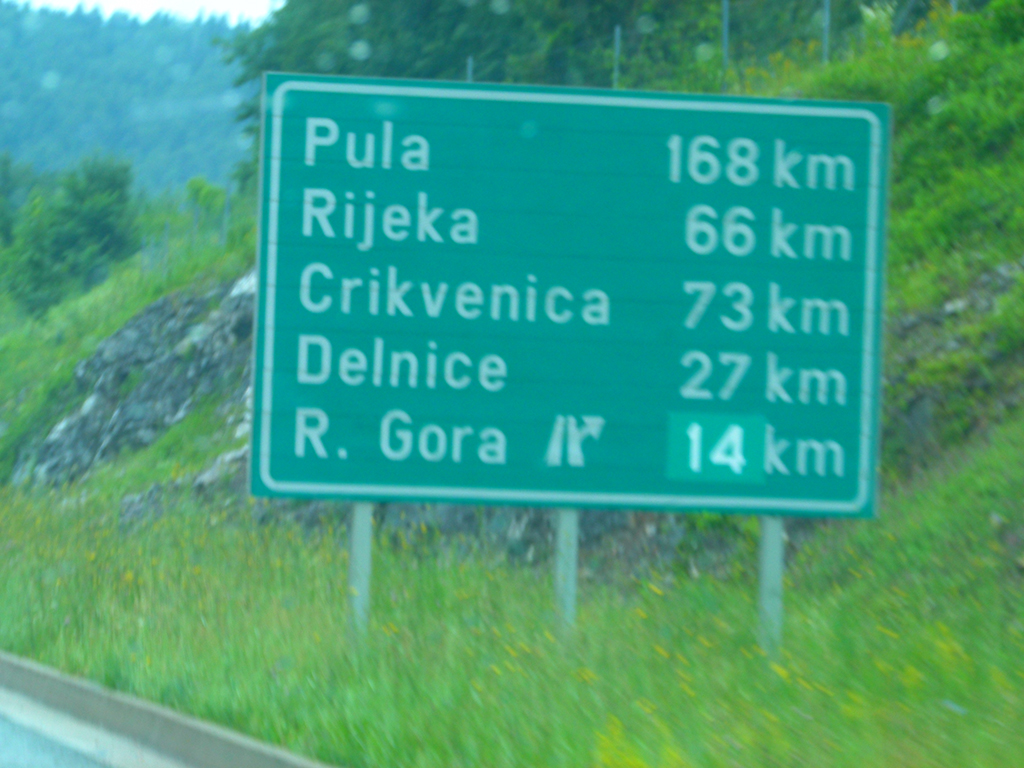 Pula 168 km
Rijeka 66 km
Crikvenica 73 km
Delnice 27 km
R. Gora 14 km